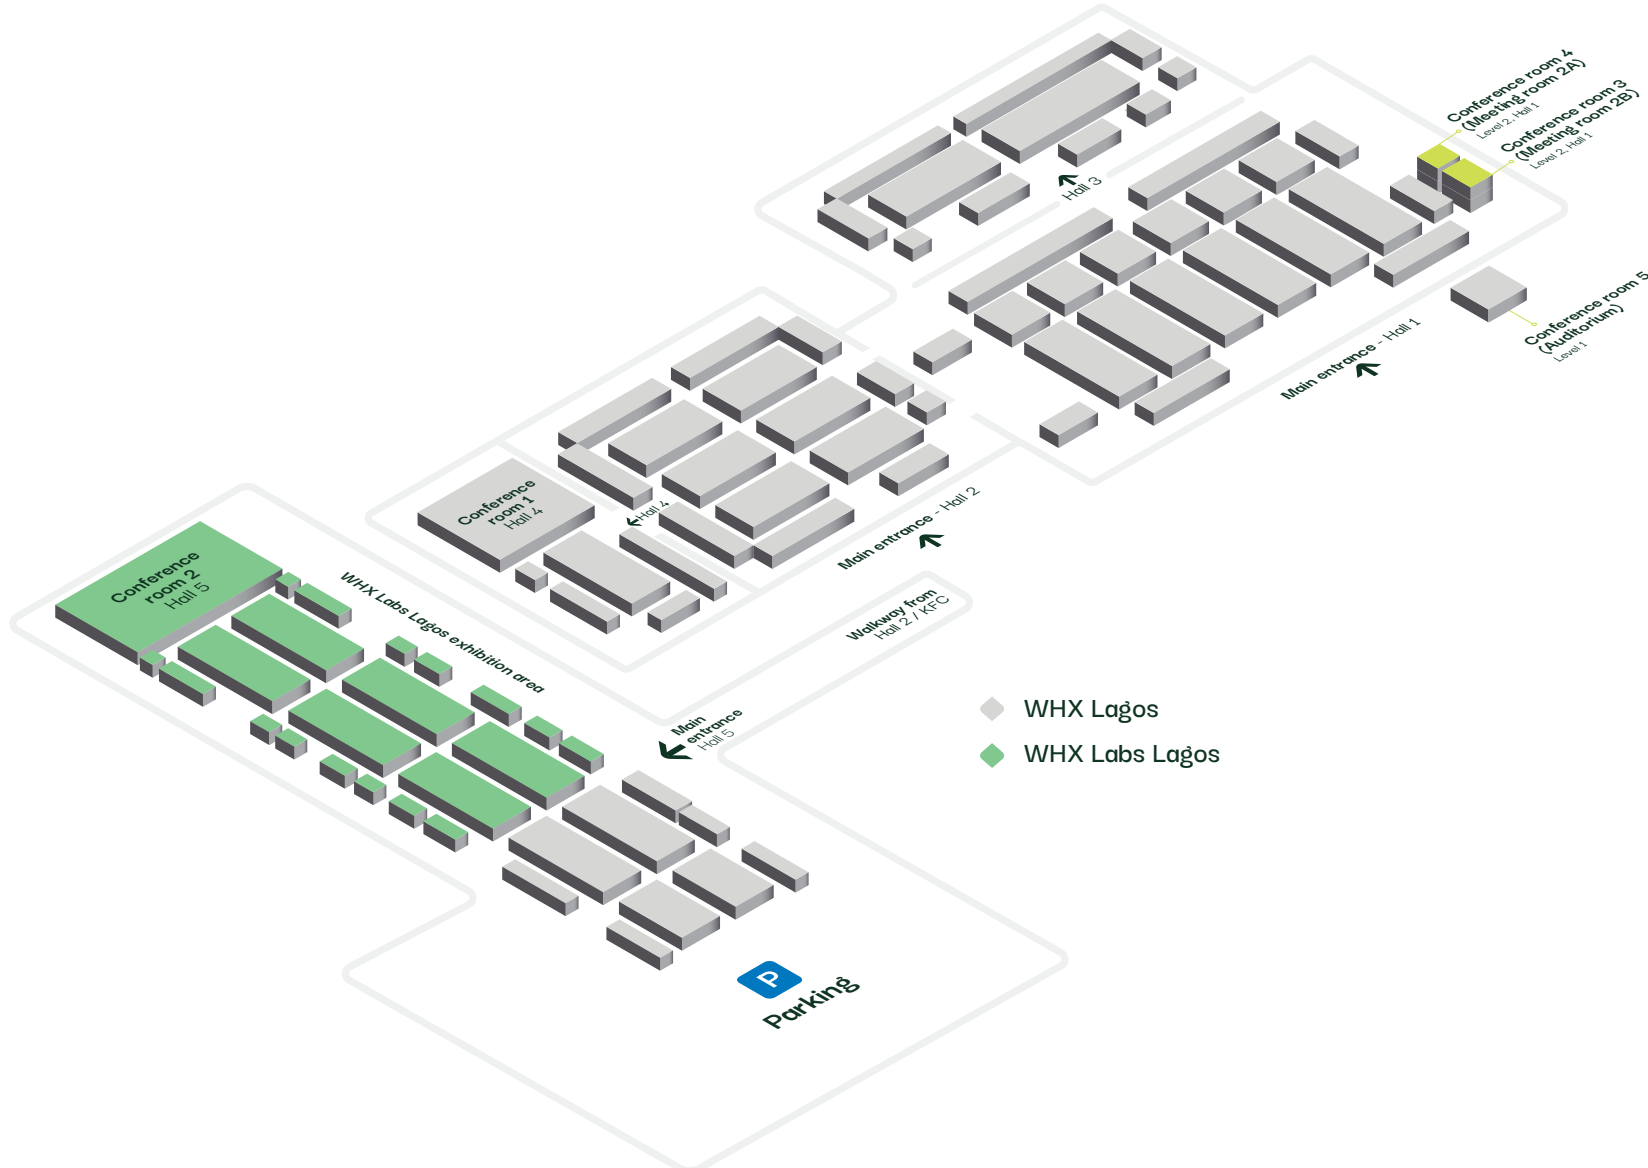 Conference room 4
(Meeting room 2A)
Level 2, Hall 1
Conference room 3
(Meeting room 2B)
Level 2, Hall 1
Hall 3
Conference room 5
(Auditorium)
Level 1
Main entrance - Hall 1
Conference
room 1
Hall 4
Hall 4
Main entrance - Hall 2
Conference
room 2
Hall 5
WHX Labs Lagos exhibition area
Walkway from
Hall 2 / KFC
Main
entrance
Hall 5
WHX Lagos
WHX Labs Lagos
P
Parking